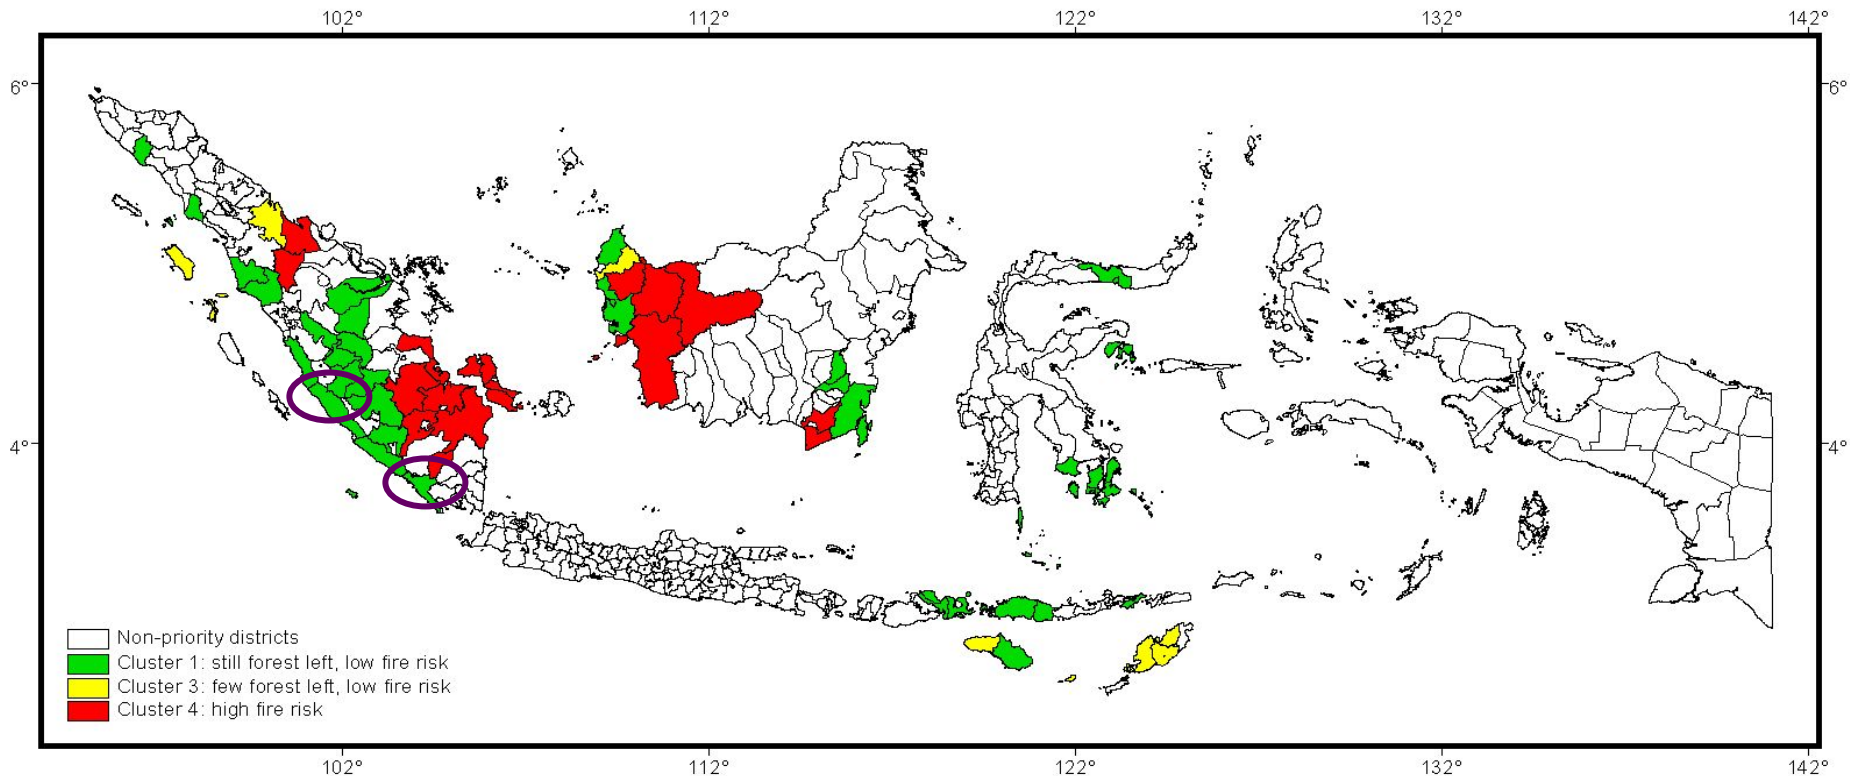 102° 112° 122° 132° 142°
6° 6°
4° 4°
Non-priority districts
Cluster 1: still forest left, low fire risk
Cluster 3: few forest left, low fire risk
Cluster 4: high fire risk
102° 112° 122° 132° 142°